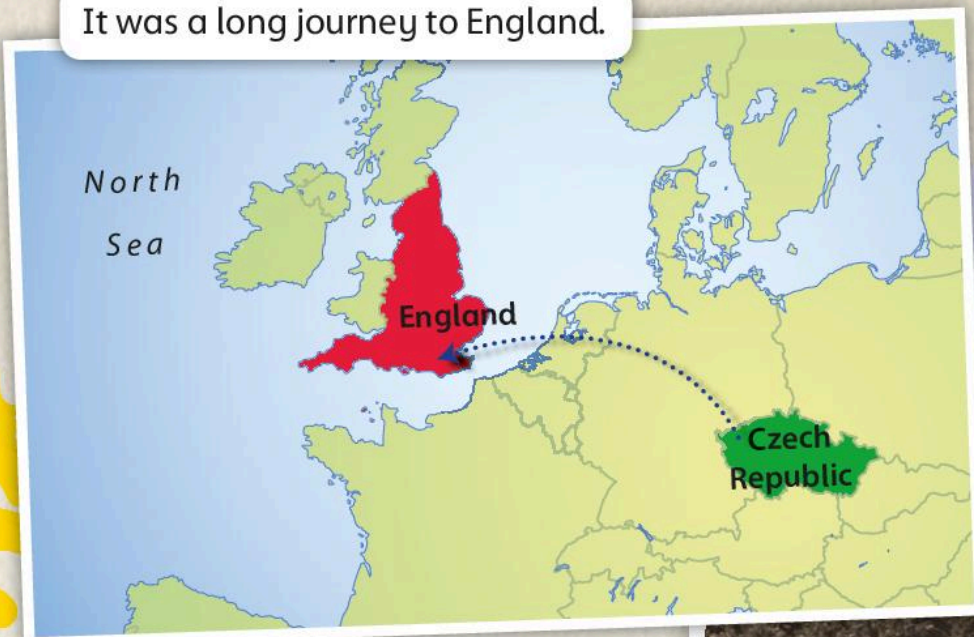 It was a long journey to England.
North
Sea
England
Czech
Republic